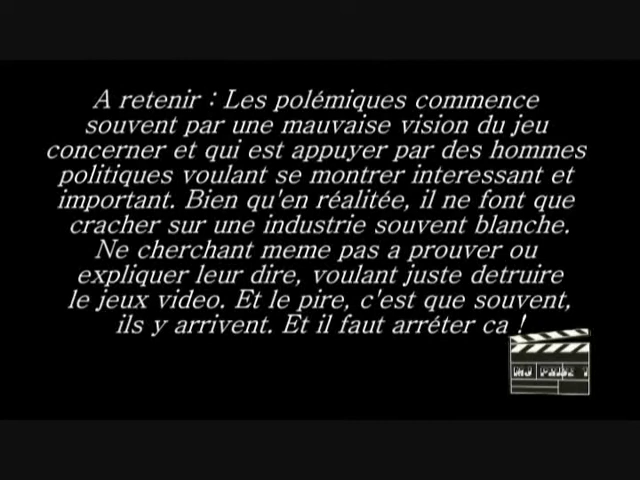 A retenir : Les polémiques commence
souvent par une mauvaise vision du jeu
concerner et qui est appuyer par des hommes
politiques voulant se montrer interessant et
important. Bien qu'en réalitée, il ne font que
cracher sur une industrie souvent blanche.
Ne cherchant meme pas a prouver ou
expliquer leur dire, voulant juste detruire
le jeux video. Et le pire, c'est que souvent,
ils y arrivent. Et il faut arréter ca !